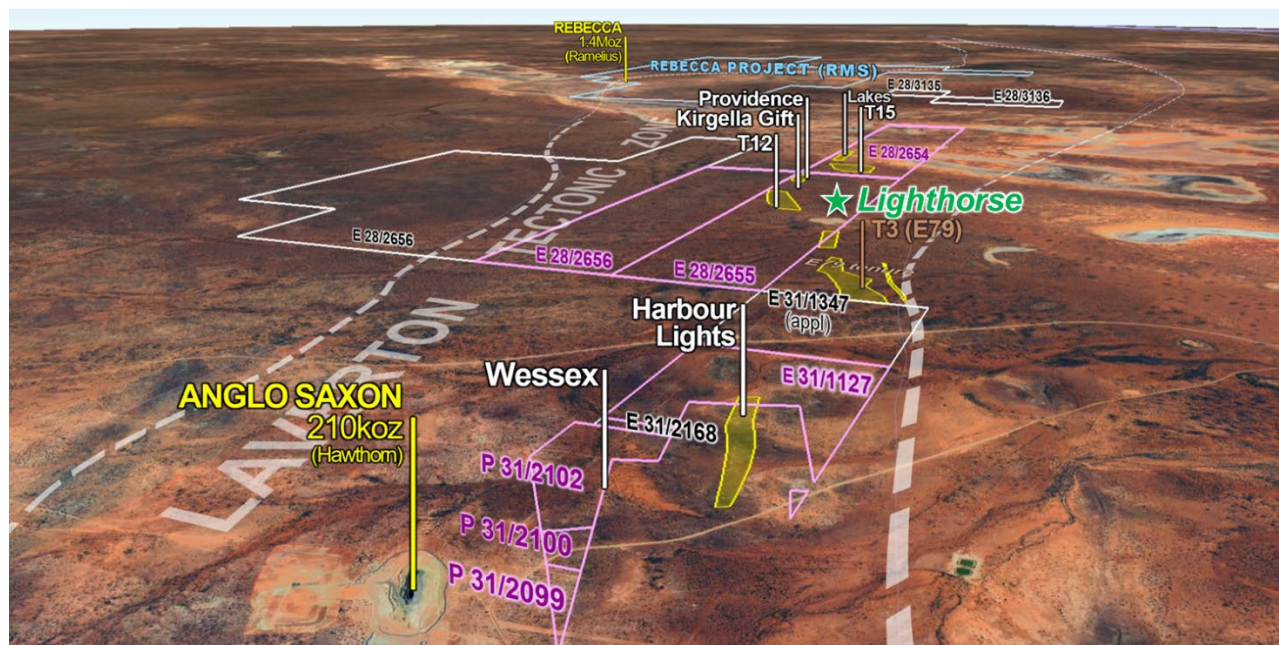 REBECCA
1.4Moz
(Ramelius)
REBECCA PROJECT (RMS)
E 28/3135
E 28/3136
Providence
Lakes
Kirgella Gift
T15
T12
E 28/2654
ZONE
TECTONIC
LAVERTON
Lighthorse
T3 (E79)
E 28/2656
E 28/2656
E 28/2655
E79 tenure
E 31/1347
(appl)
Harbour
Lights
E 31/1127
Wessex
ANGLO SAXON
210koz
(Hawthorn)
E 31/2168
P 31/2102
P 31/2100
P 31/2099